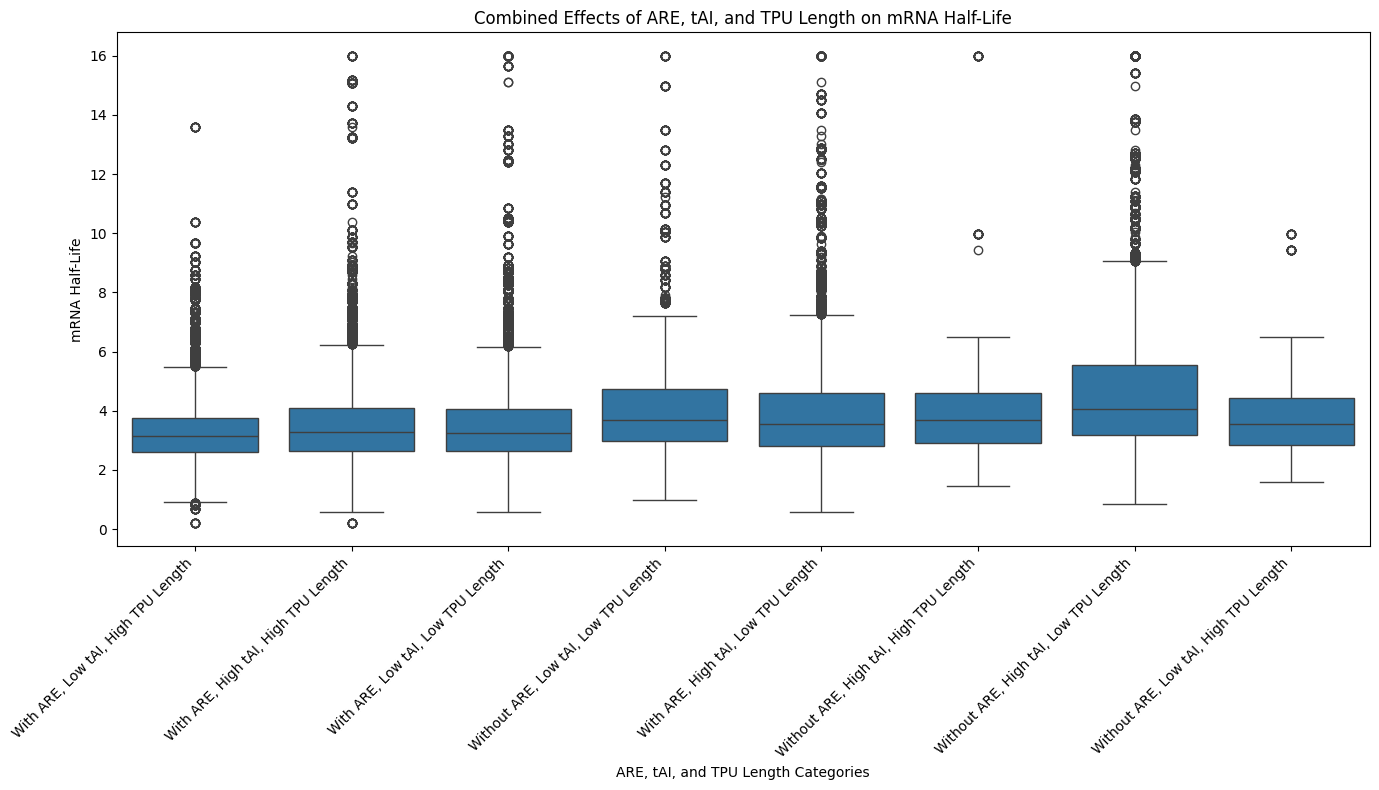 Combined Effects of ARE, tAI, and TPU Length on mRNA Half-Life
mRNA Half-Life
16
14
12
10
8
6
4
2
0
With ARE, Low tAI, High TPU Length
With ARE, High tAI, High TPU Length
With ARE, Low tAI, Low TPU Length
Without ARE, Low tAI, Low TPU Length
With ARE, High tAI, Low TPU Length
Without ARE, High tAI, High TPU Length
Without ARE, High tAI, Low TPU Length
Without ARE, Low tAI, High TPU Length
ARE, tAI, and TPU Length Categories